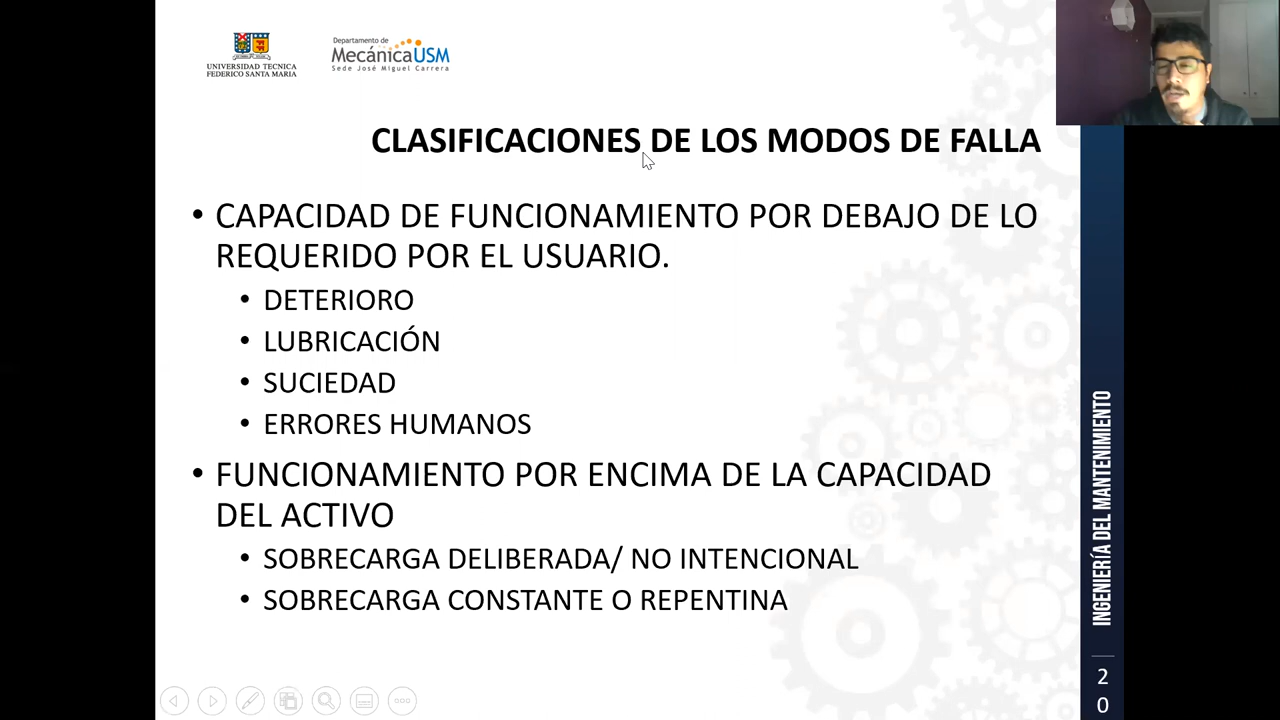 UNIVERSIDAD TECNICA
FEDERICO SANTA MARIA
Departamento de
MecánicaUSM
Sede José Miguel Carrera
CLASIFICACIONES DE LOS MODOS DE FALLA
• CAPACIDAD DE FUNCIONAMIENTO POR DEBAJO DE LO
REQUERIDO POR EL USUARIO.
• DETERIORO
• LUBRICACIÓN
• SUCIEDAD
• ERRORES HUMANOS
• FUNCIONAMIENTO POR ENCIMA DE LA CAPACIDAD
DEL ACTIVO
• SOBRECARGA DELIBERADA/ NO INTENCIONAL
• SOBRECARGA CONSTANTE O REPENTINA
INGENIERÍA DEL MANTENIMIENTO
2
0